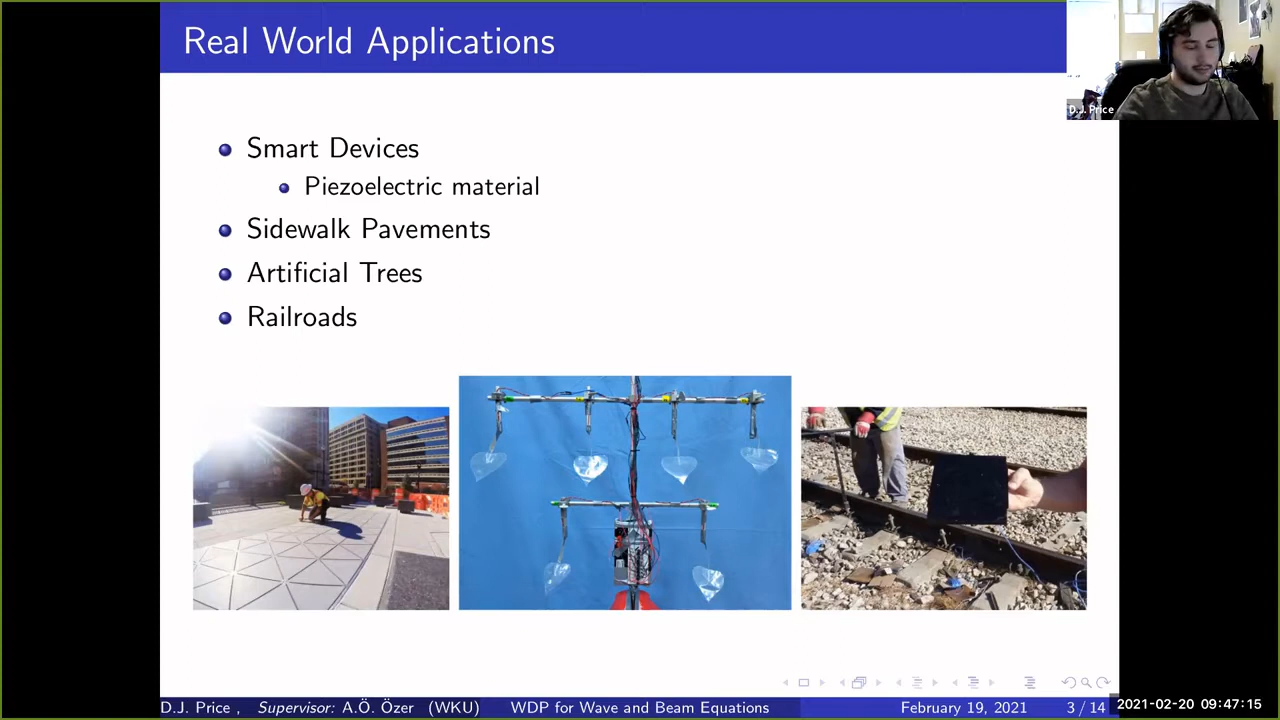 Real World Applications
D.J. Price
Smart Devices
Piezoelectric material
Sidewalk Pavements
Artificial Trees
Railroads
D.J. Price , Supervisor: A.Ö. Özer (WKU) WDP for Wave and Beam Equations February 19, 2021 3 / 14
2021-02-20 09:47:15